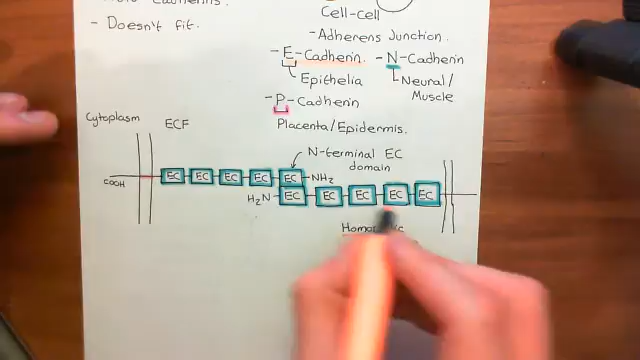 - Doesn't fit.
Cell-cell
- Adherens Junction.
- E-Cadherin
Epithelia
- N-Cadherin
Neural/
Muscle
- P-Cadherin
Placenta/Epidermis.
Cytoplasm
ECF
N-terminal EC
domain
COOH
EC EC EC EC EC -NH₂
H₂N- EC EC EC EC EC